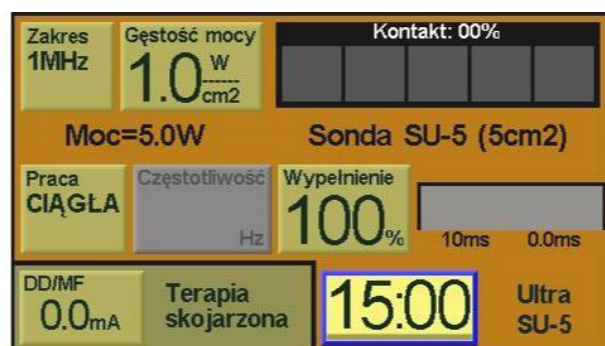 Zakres
1MHz
Gęstość mocy
1.0 W
cm2
Kontakt: 00%
Moc=5.0W
Sonda SU-5 (5cm2)
Praca
CIĄGŁA
Częstotliwość
Hz
Wypełnienie
100%
10ms 0.0ms
DD/MF
0.0mA
Terapia
skojarzona
15:00
Ultra
SU-5